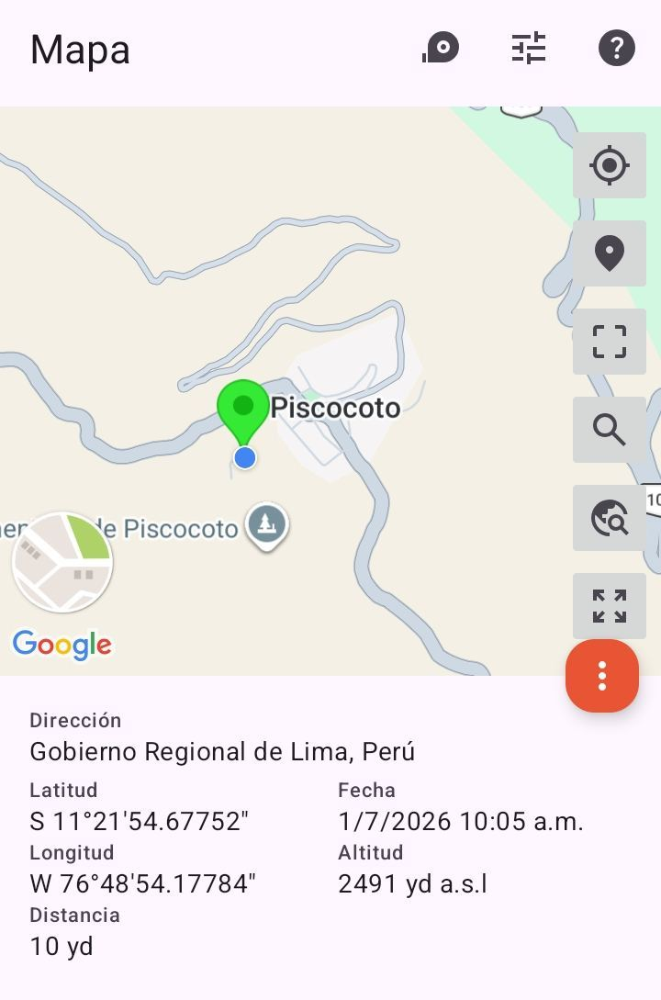 Mapa
Piscocoto
de Piscocoto
10
Google
Dirección
Gobierno Regional de Lima, Perú
Latitud
S 11°21'54.67752"
Fecha
1/7/2026 10:05 a.m.
Longitud
W 76°48'54.17784"
Altitud
2491 yd a.s.l
Distancia
10 yd